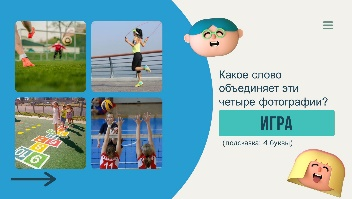 Какое слово
объединяет эти
четыре фотографии?
ИГРА
(подсказка: 4 буквы)